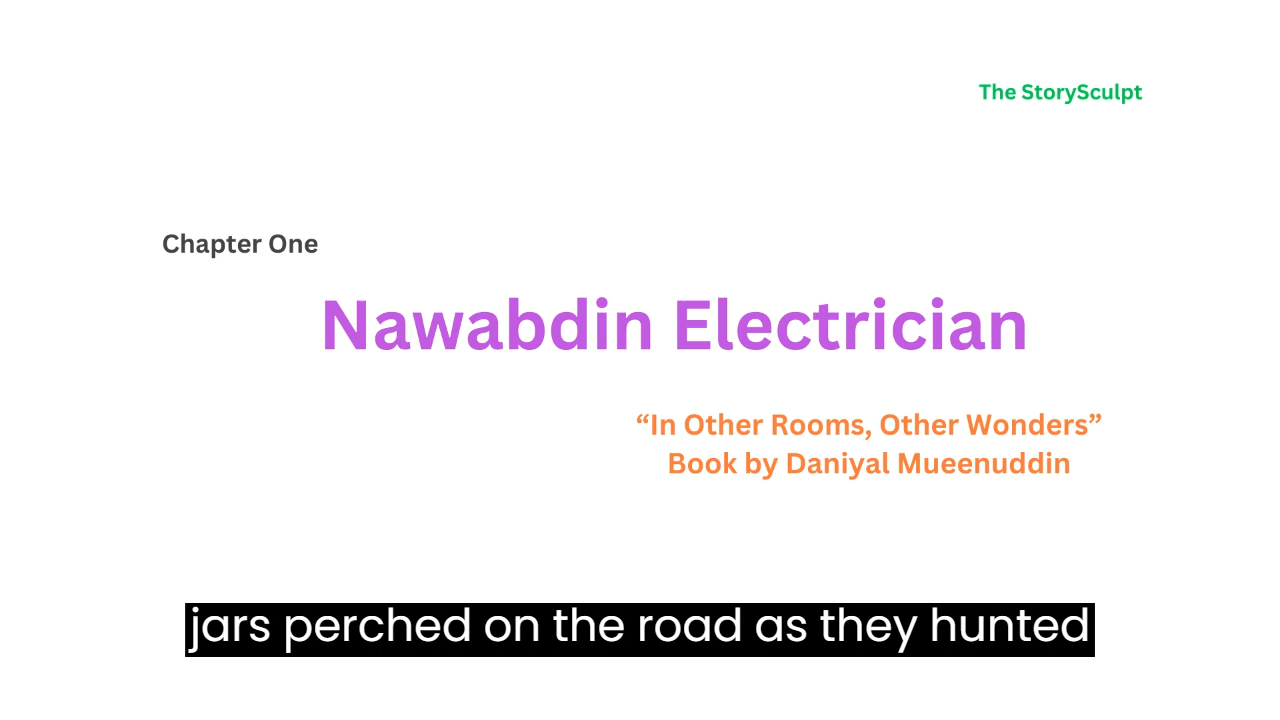 The StorySculpt
Chapter One
Nawabdin Electrician
“In Other Rooms, Other Wonders”
Book by Daniyal Mueenuddin
jars perched on the road as they hunted